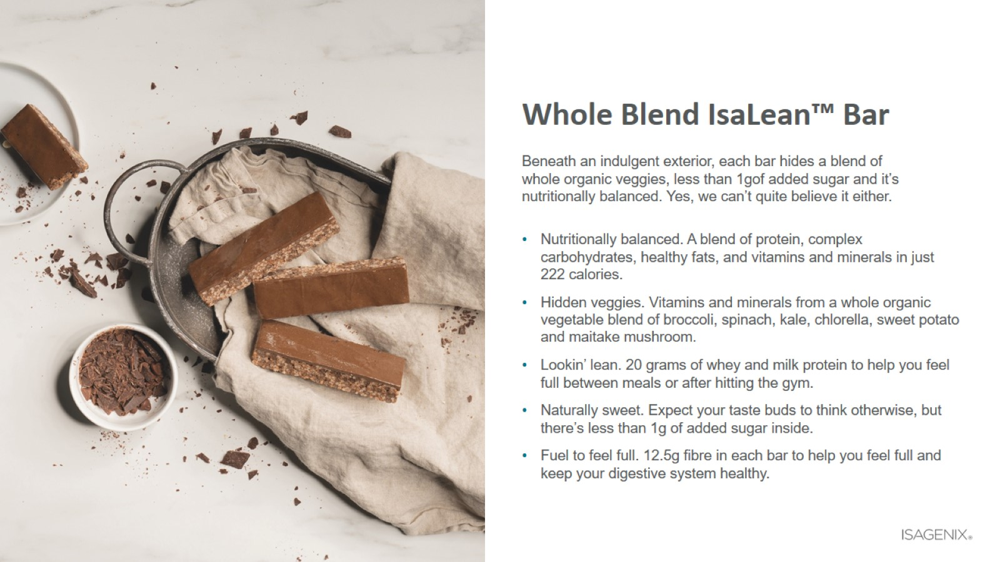 Whole Blend IsaLean™ Bar
Beneath an indulgent exterior, each bar hides a blend of
whole organic veggies, less than 1gof added sugar and it’s
nutritionally balanced. Yes, we can’t quite believe it either.
• Nutritionally balanced. A blend of protein, complex
carbohydrates, healthy fats, and vitamins and minerals in just
222 calories.
• Hidden veggies. Vitamins and minerals from a whole organic
vegetable blend of broccoli, spinach, kale, chlorella, sweet potato
and maitake mushroom.
• Lookin’ lean. 20 grams of whey and milk protein to help you feel
full between meals or after hitting the gym.
• Naturally sweet. Expect your taste buds to think otherwise, but
there’s less than 1g of added sugar inside.
• Fuel to feel full. 12.5g fibre in each bar to help you feel full and
keep your digestive system healthy.
ISAGENIX®